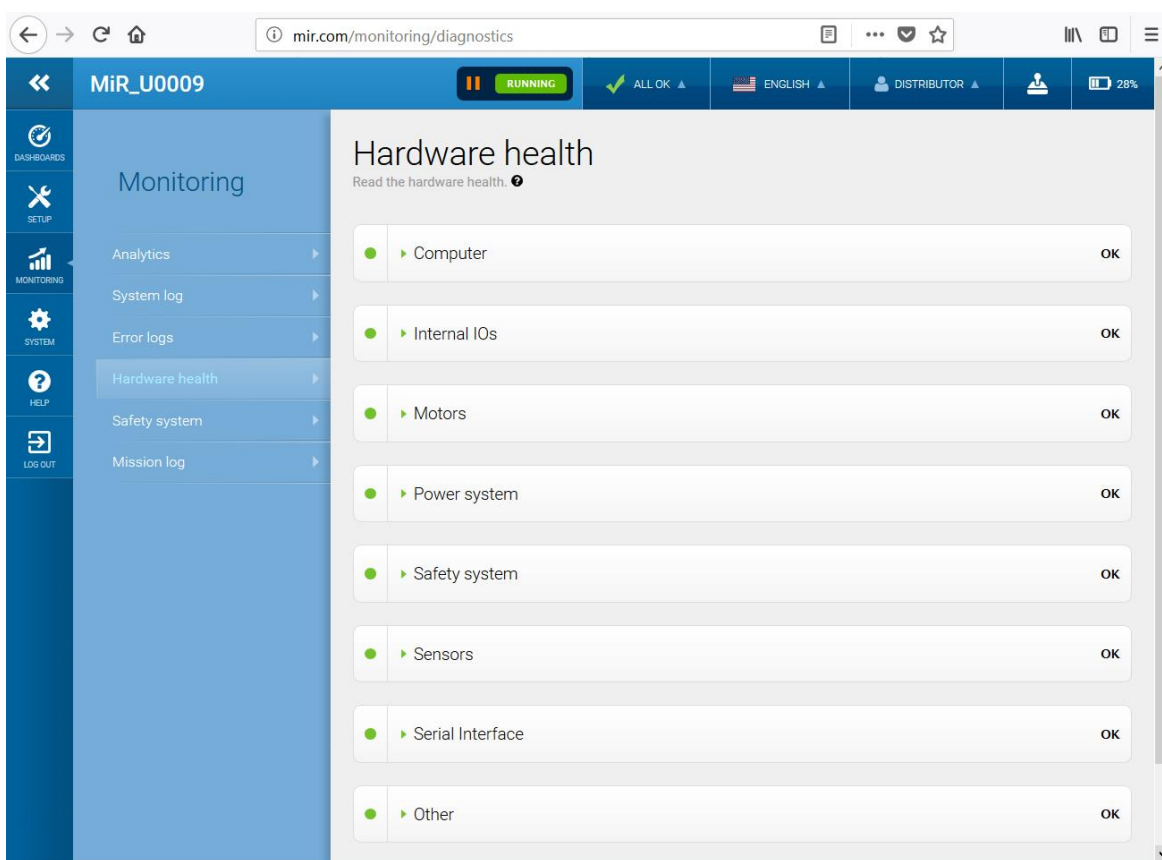 mir.com/monitoring/diagnostics
MiR_U0009
RUNNING
ALL OK
ENGLISH
DISTRIBUTOR
28%
DASHBOARDS
SETUP
MONITORING
SYSTEM
HELP
LOG OUT
Monitoring
Analytics
System log
Error logs
Hardware health
Safety system
Mission log
Hardware health
Read the hardware health. ?
Computer OK
Internal IOs OK
Motors OK
Power system OK
Safety system OK
Sensors OK
Serial Interface OK
Other OK